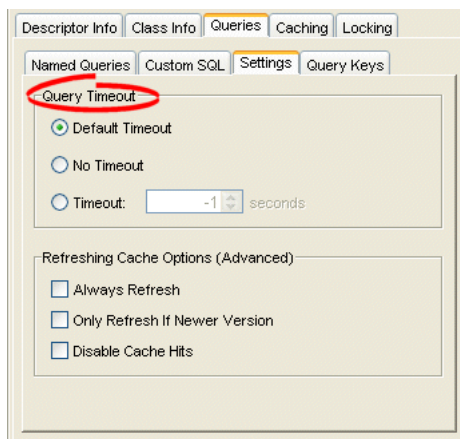 Descriptor Info Class Info Queries Caching Locking
Named Queries Custom SQL Settings Query Keys
Query Timeout
Default Timeout
No Timeout
Timeout: -1 seconds
Refreshing Cache Options (Advanced)
Always Refresh
Only Refresh If Newer Version
Disable Cache Hits